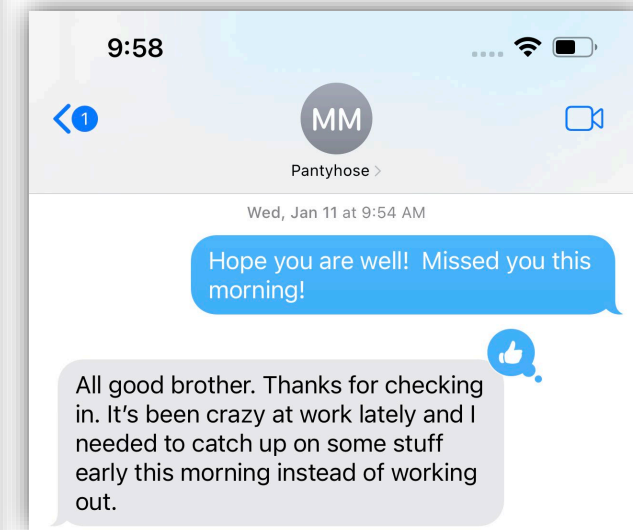 9:58
1
MM
Pantyhose
Wed, Jan 11 at 9:54 AM
Hope you are well!  Missed you this
morning!
All good brother. Thanks for checking
in. It’s been crazy at work lately and I
needed to catch up on some stuff
early this morning instead of working
out.